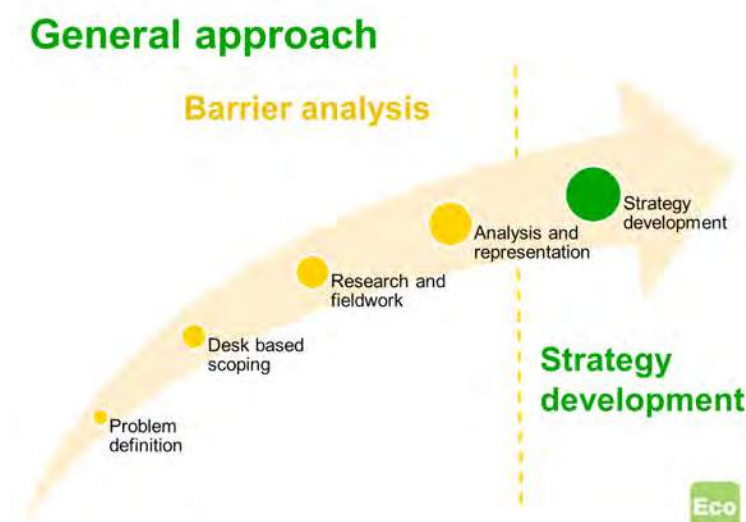 General approach
Barrier analysis
Strategy
development
Analysis and
representation
Research and
fieldwork
Desk based
scoping
Problem
definition
Strategy
development
Eco